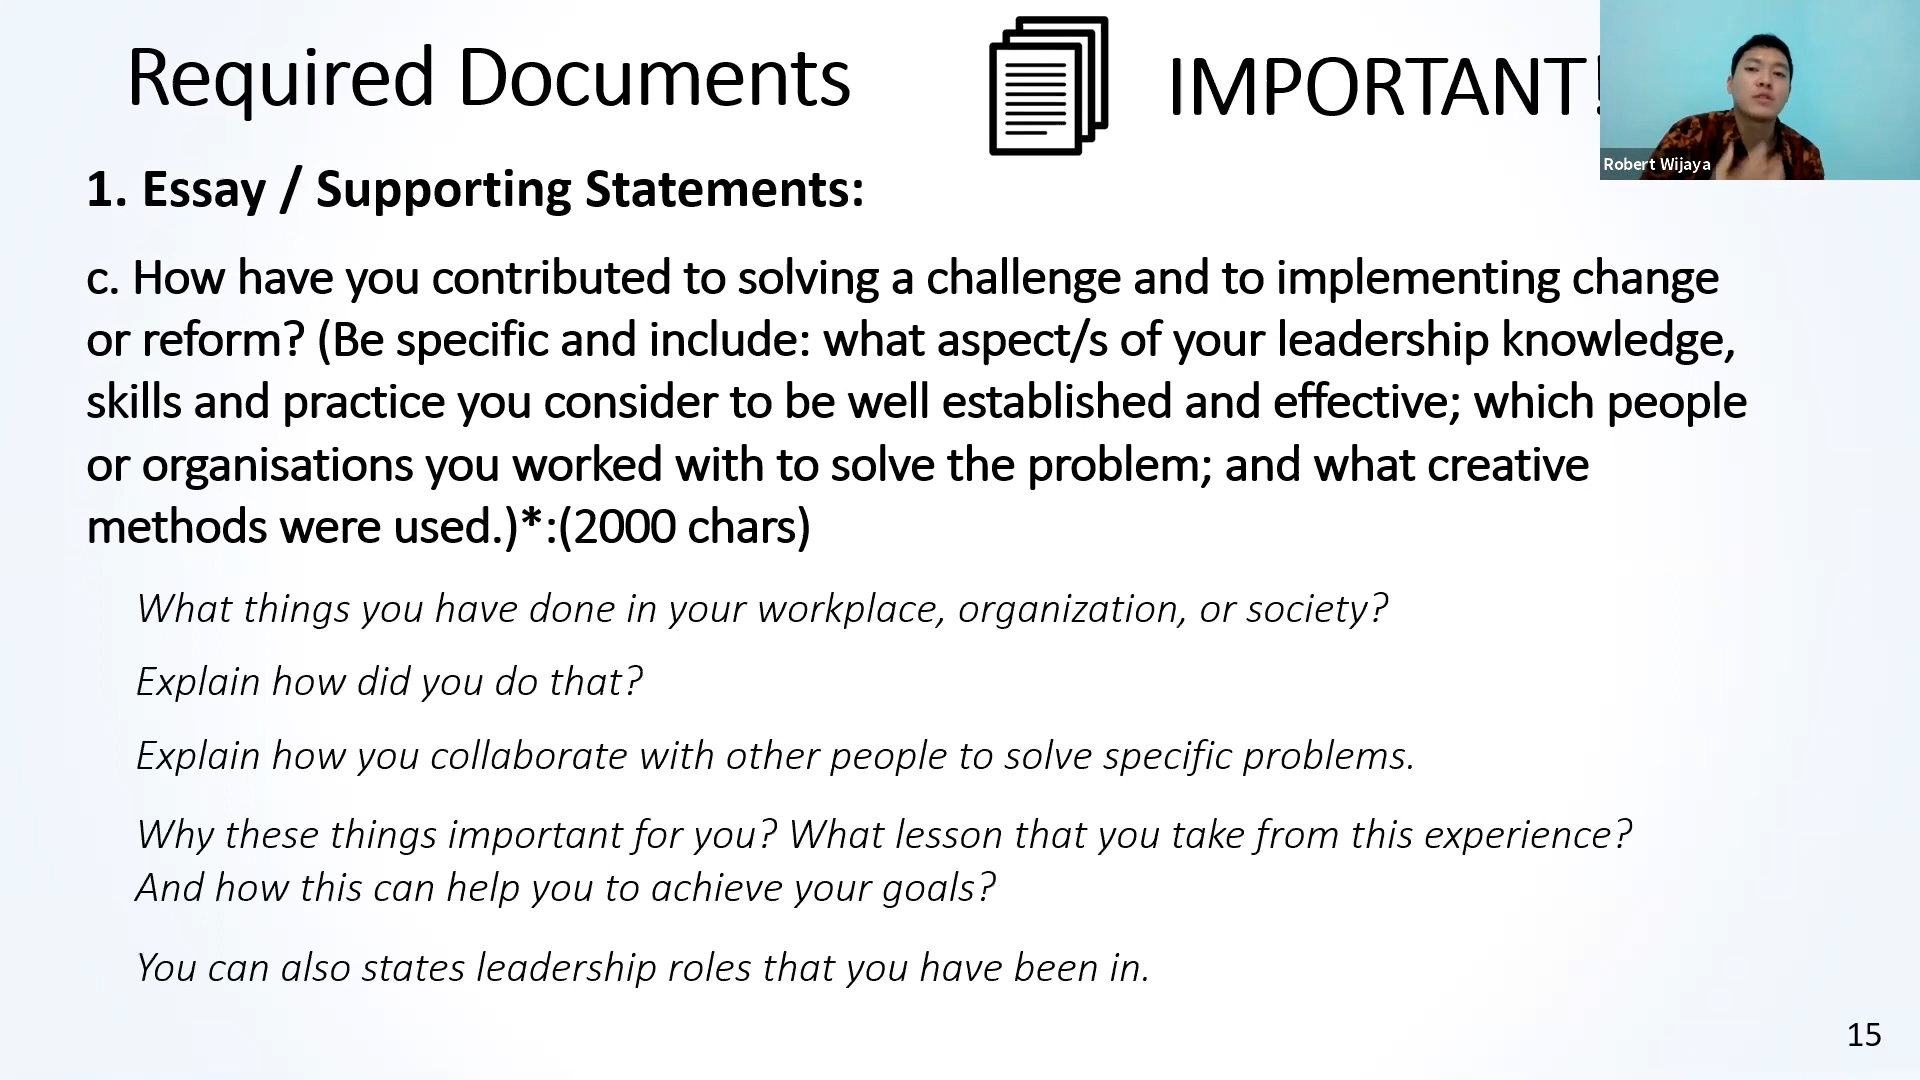 Required Documents
IMPORTANT!
Robert Wijaya
1. Essay / Supporting Statements:
c. How have you contributed to solving a challenge and to implementing change
or reform? (Be specific and include: what aspect/s of your leadership knowledge,
skills and practice you consider to be well established and effective; which people
or organisations you worked with to solve the problem; and what creative
methods were used.)*:(2000 chars)
What things you have done in your workplace, organization, or society?
Explain how did you do that?
Explain how you collaborate with other people to solve specific problems.
Why these things important for you? What lesson that you take from this experience?
And how this can help you to achieve your goals?
You can also states leadership roles that you have been in.
15